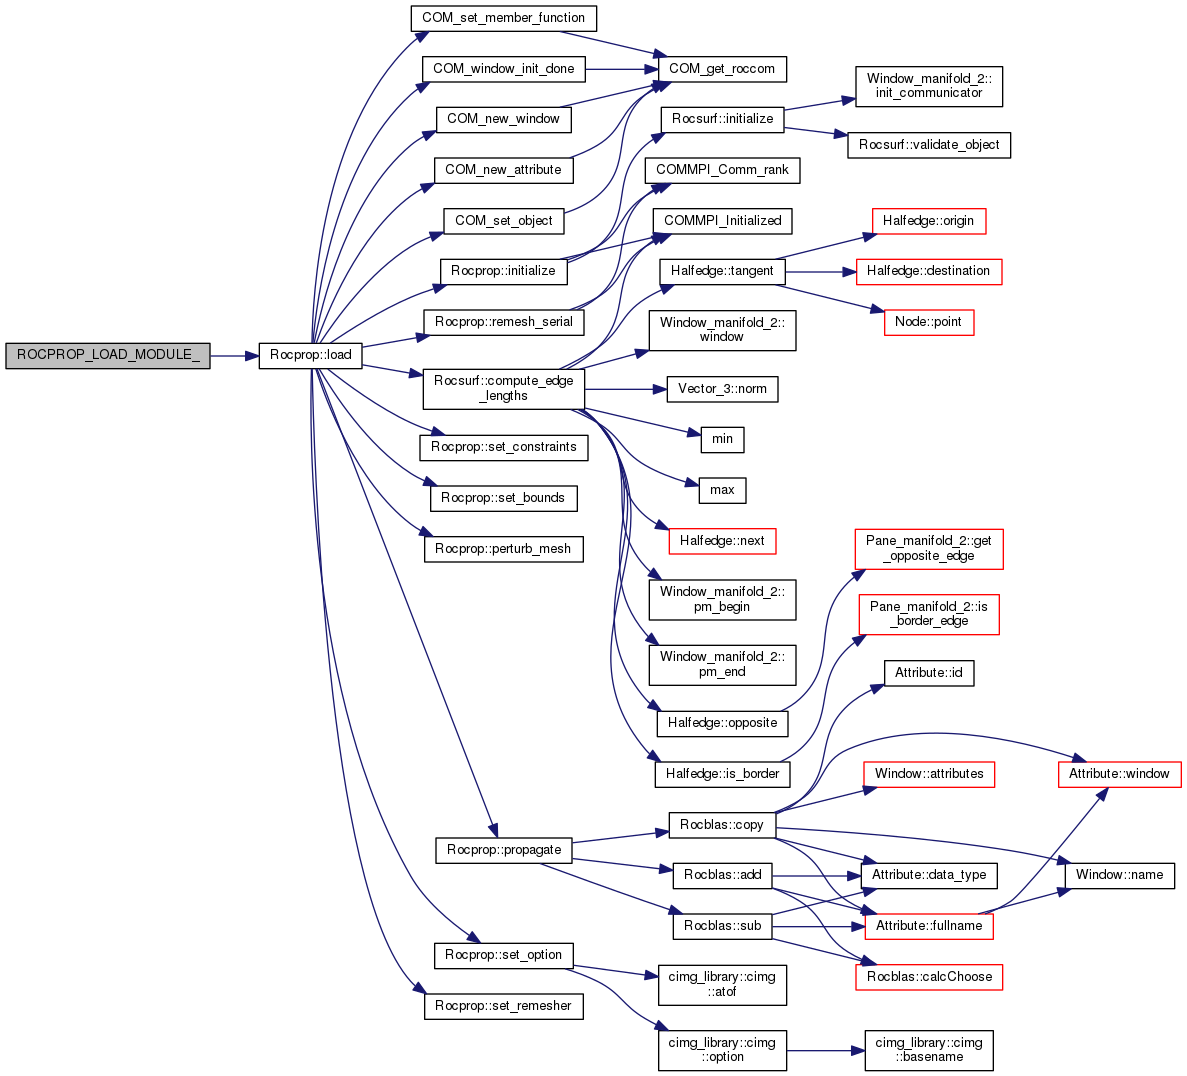 ROCPROP_LOAD_MODULE_
Rocprop::load
COM_set_member_function
COM_window_init_done
COM_new_window
COM_new_attribute
COM_set_object
Rocprop::initialize
Rocprop::remesh_serial
Rocsurf::compute_edge
_lengths
Rocprop::set_constraints
Rocprop::set_bounds
Rocprop::perturb_mesh
Rocprop::propagate
Rocprop::set_option
Rocprop::set_remesher
COM_get_roccom
Rocsurf::initialize
COMMPI_Comm_rank
COMMPI_Initialized
Halfedge::tangent
Window_manifold_2::
window
Vector_3::norm
min
max
Halfedge::next
Window_manifold_2::
pm_begin
Window_manifold_2::
pm_end
Halfedge::opposite
Halfedge::is_border
Rocblas::copy
Rocblas::add
Rocblas::sub
cimg_library::cimg
::atof
cimg_library::cimg
::option
Window_manifold_2::
init_communicator
Rocsurf::validate_object
Halfedge::origin
Halfedge::destination
Node::point
Pane_manifold_2::get
_opposite_edge
Pane_manifold_2::is
_border_edge
Attribute::id
Window::attributes
Attribute::data_type
Attribute::fullname
Rocblas::calcChoose
cimg_library::cimg
::basename
Attribute::window
Window::name